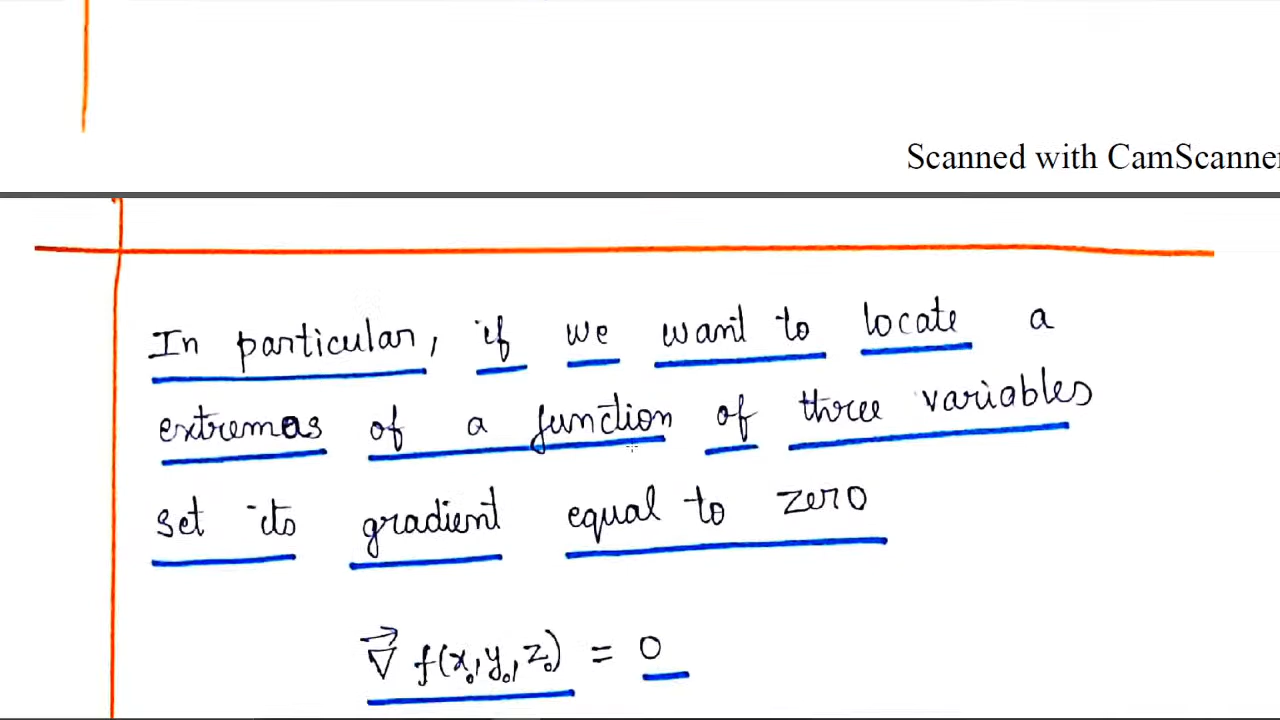 Scanned with CamScanner
In particular, if we want to locate a
extremas of a function of three variables
set its gradient equal to zero
∇⃗ f(x₀, y₀, z₀) = 0